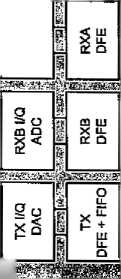 RXB I/Q
ADC
RXA
DFE
TX I/Q
DAC
RXB
DFE
TX
DFE + FIFO